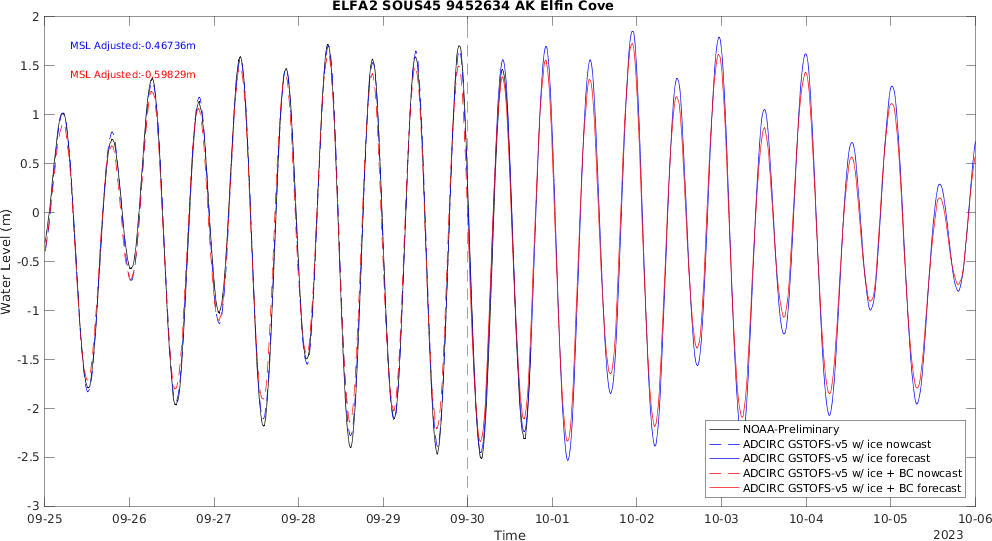 ELFA2 SOUS45 9452634 AK Elfin Cove
2
1.5
1
0.5
0
-0.5
-1
-1.5
-2
-2.5
-3
Water Level (m)
MSL Adjusted:-0.46736m
MSL Adjusted:-0.59829m
NOAA-Preliminary
ADCIRC GSTOFS-v5 w/ ice nowcast
ADCIRC GSTOFS-v5 w/ ice forecast
ADCIRC GSTOFS-v5 w/ ice + BC nowcast
ADCIRC GSTOFS-v5 w/ ice + BC forecast
09-25 09-26 09-27 09-28 09-29 09-30 10-01 10-02 10-03 10-04 10-05 10-06
Time
2023